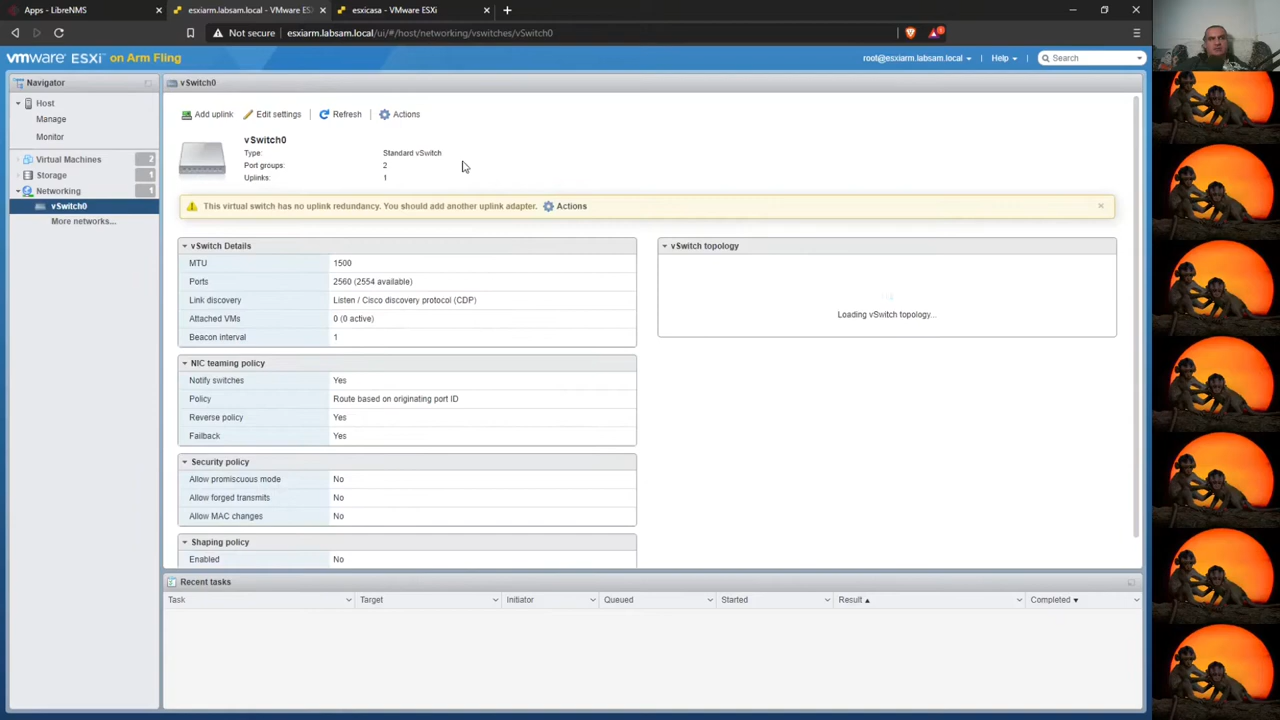 Apps - LibreNMS
esxiarm.labsam.local - VMware ES
esxicasa - VMware ESXi
Not secure
esxiarm.labsam.local/ui/#/host/networking/vswitches/vSwitch0
vmware ESXi on Arm Fling
root@esxiarm.labsam.local
Help
Search
Navigator
vSwitch0
Host
Manage
Monitor
Virtual Machines 2
Storage 1
Networking 1
vSwitch0
More networks...
Add uplink
Edit settings
Refresh
Actions
vSwitch0
Type: Standard vSwitch
Port groups: 2
Uplinks: 1
This virtual switch has no uplink redundancy. You should add another uplink adapter. Actions
vSwitch Details
MTU 1500
Ports 2560 (2554 available)
Link discovery Listen / Cisco discovery protocol (CDP)
Attached VMs 0 (0 active)
Beacon interval 1
NIC teaming policy
Notify switches Yes
Policy Route based on originating port ID
Reverse policy Yes
Failback Yes
Security policy
Allow promiscuous mode No
Allow forged transmits No
Allow MAC changes No
Shaping policy
Enabled No
vSwitch topology
Loading vSwitch topology...
Recent tasks
Task Target Initiator Queued Started Result Completed